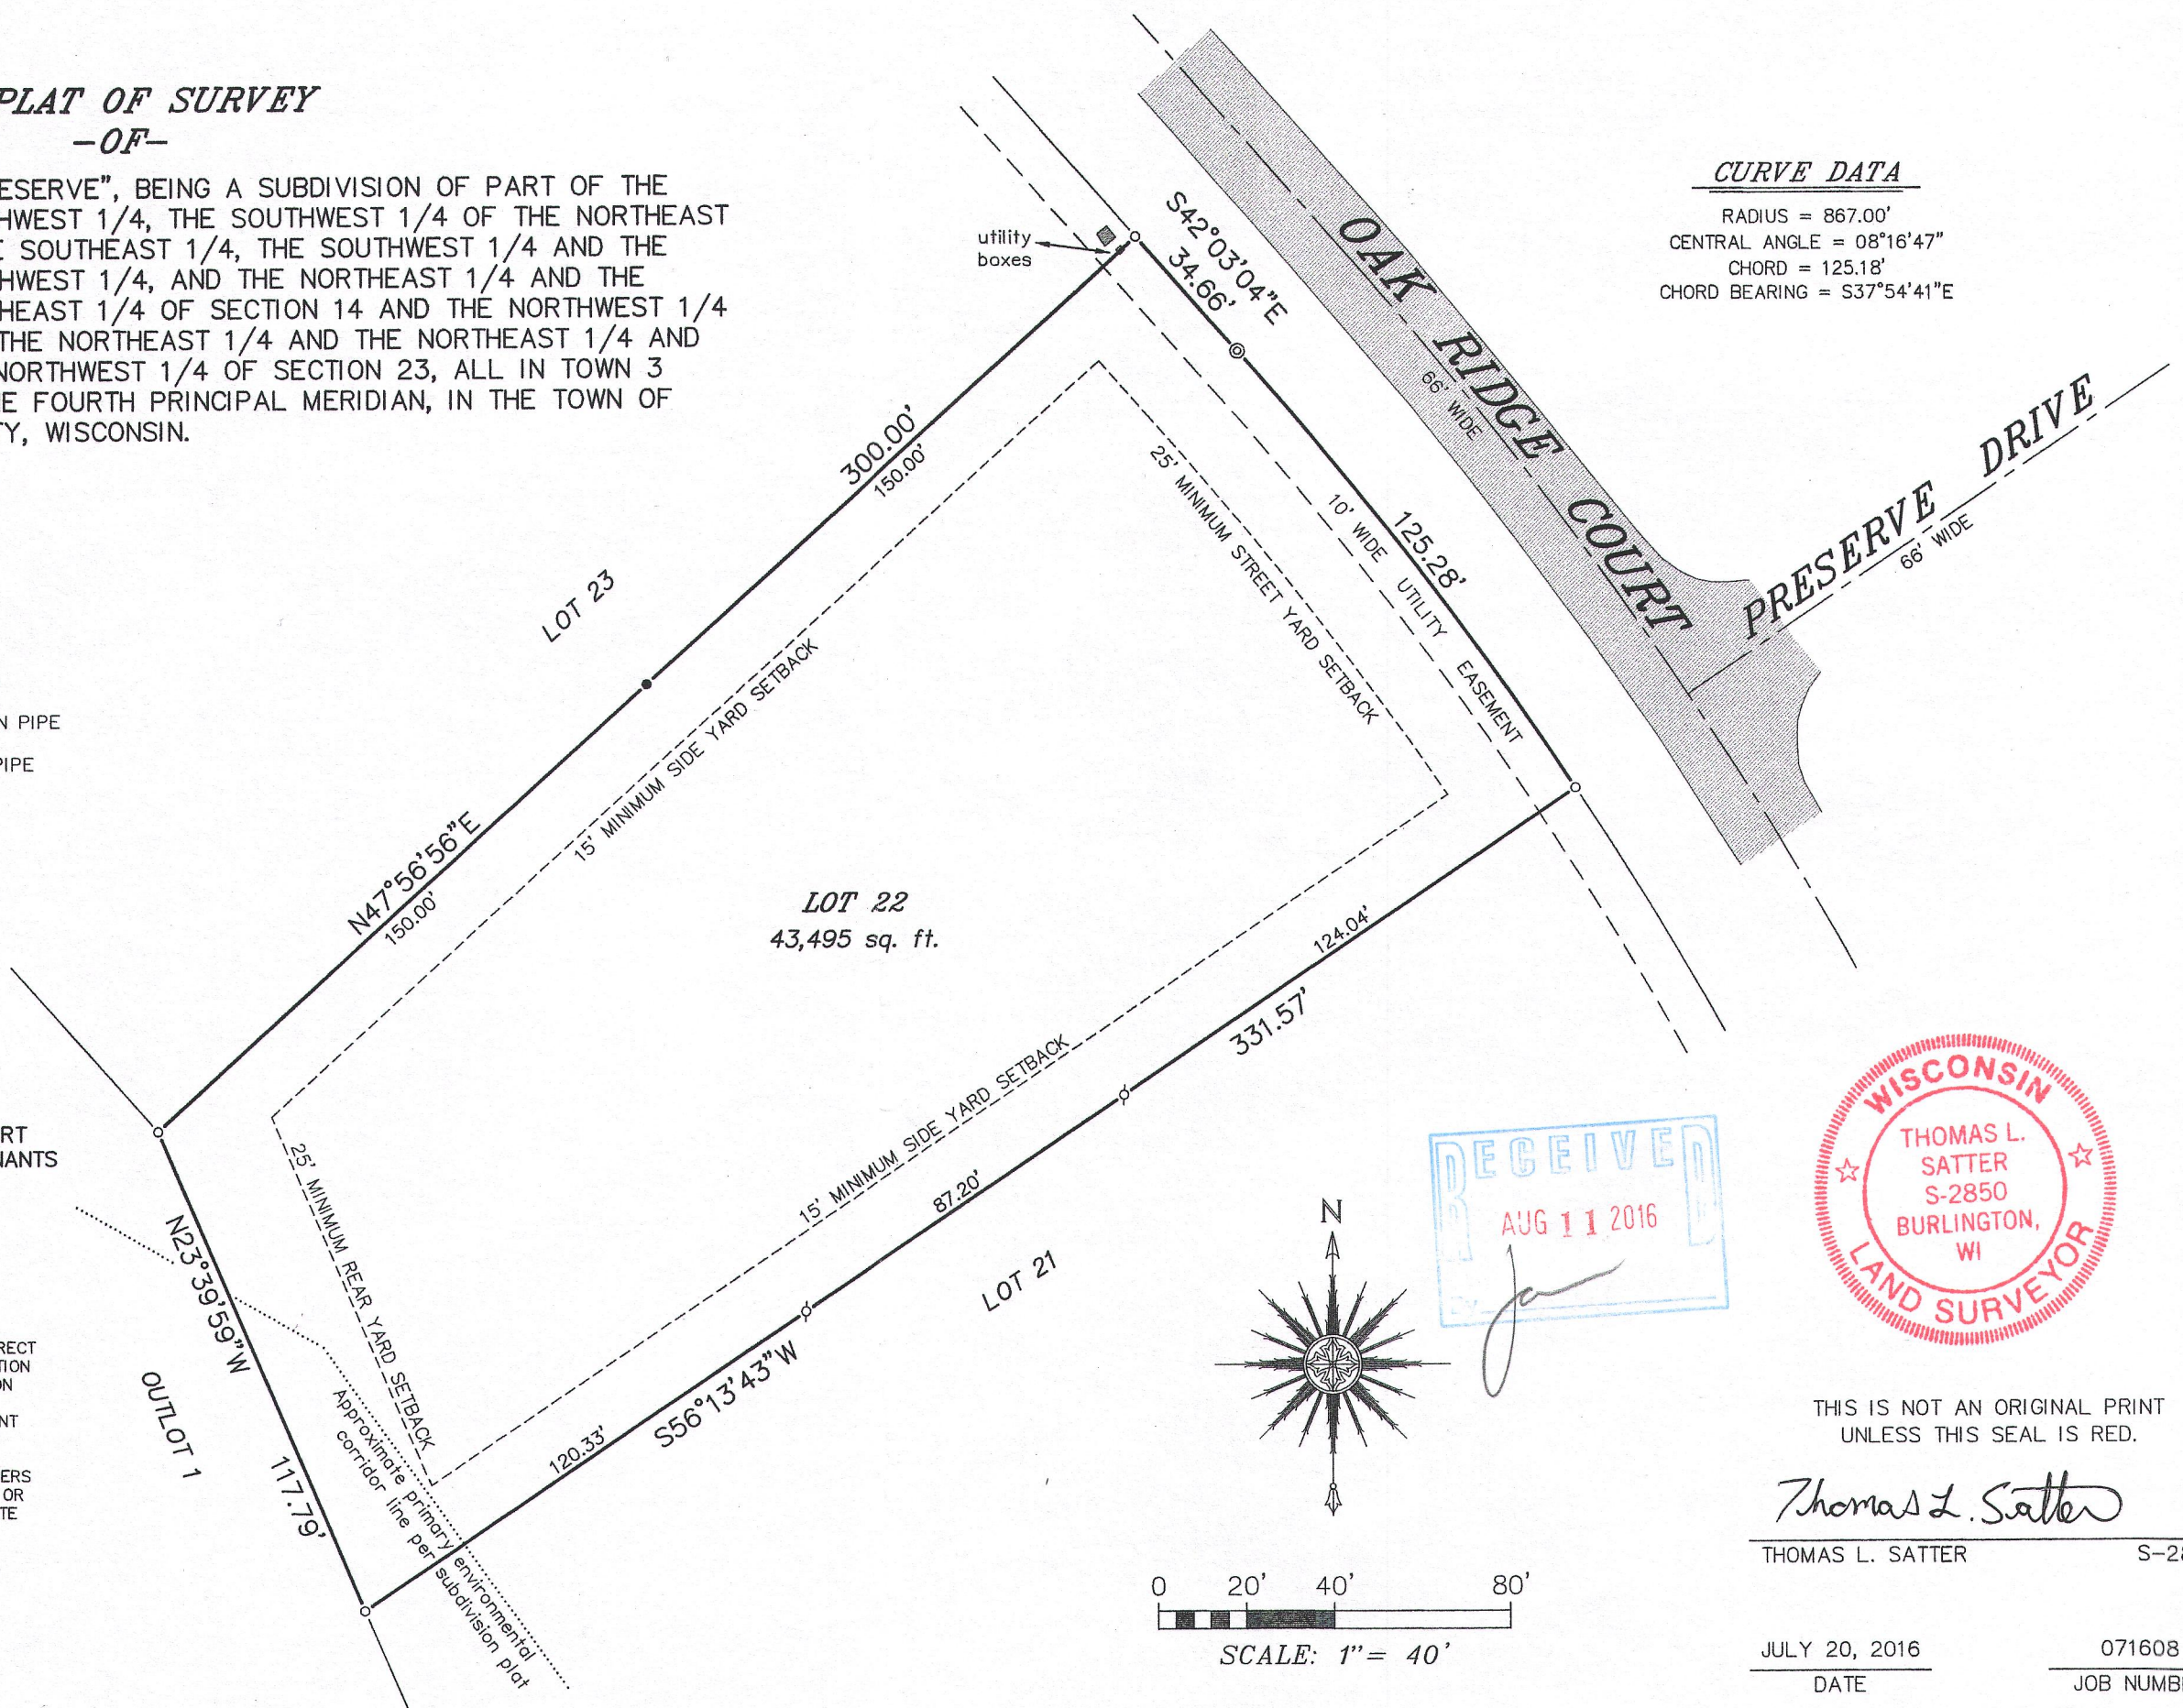 PLAT OF SURVEY
-OF-
ESERVE", BEING A SUBDIVISION OF PART OF THE
HWEST 1/4, THE SOUTHWEST 1/4 OF THE NORTHEAST
E SOUTHEAST 1/4, THE SOUTHWEST 1/4 AND THE
HWEST 1/4, AND THE NORTHEAST 1/4 AND THE
HEAST 1/4 OF SECTION 14 AND THE NORTHWEST 1/4
THE NORTHEAST 1/4 AND THE NORTHEAST 1/4 AND
NORTHWEST 1/4 OF SECTION 23, ALL IN TOWN 3
E FOURTH PRINCIPAL MERIDIAN, IN THE TOWN OF
TY, WISCONSIN.
CURVE DATA
RADIUS = 867.00'
CENTRAL ANGLE = 08°16'47"
CHORD = 125.18'
CHORD BEARING = S37°54'41"E
utility
boxes
S42°03'04"E
34.66'
OAK RIDGE COURT
66' WIDE
PRESERVE DRIVE
66' WIDE
125.28'
10' WIDE UTILITY EASEMENT
25' MINIMUM STREET YARD SETBACK
300.00'
150.00'
LOT 23
15' MINIMUM SIDE YARD SETBACK
N47°56'56"E
150.00'
N PIPE
PIPE
LOT 22
43,495 sq. ft.
124.04'
331.57'
15' MINIMUM SIDE YARD SETBACK
87.20'
LOT 21
S56°13'43"W
120.33'
RT
NANTS
25' MINIMUM REAR YARD SETBACK
N23°39'59"W
117.79'
OUTLOT 1
Approximate primary environmental
corridor line per subdivision plat
RECT
TION
ON
NT
ERS
OR
TE
N
RECEIVED
AUG 11 2016
By
WISCONSIN
THOMAS L.
SATTER
S-2850
BURLINGTON,
WI
LAND SURVEYOR
THIS IS NOT AN ORIGINAL PRINT
UNLESS THIS SEAL IS RED.
Thomas L. Satter
THOMAS L. SATTER S-28
0 20' 40' 80'
SCALE: 1"= 40'
JULY 20, 2016
DATE
071608
JOB NUMB